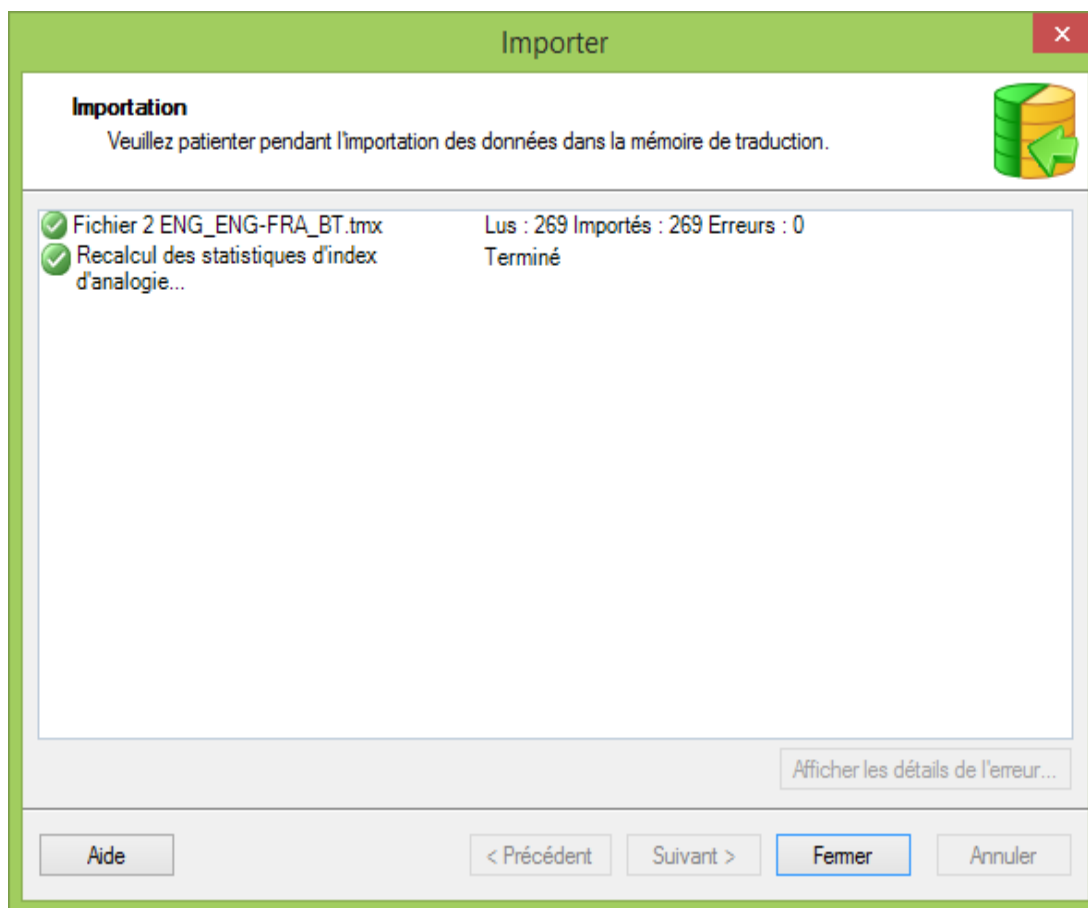 Importer
Importation
Veuillez patienter pendant l'importation des données dans la mémoire de traduction.
Fichier 2 ENG_ENG-FRA_BT.tmx Lus : 269 Importés : 269 Erreurs : 0
Recalcul des statistiques d'index Terminé
d'analogie...
Afficher les détails de l'erreur...
Aide < Précédent Suivant > Fermer Annuler